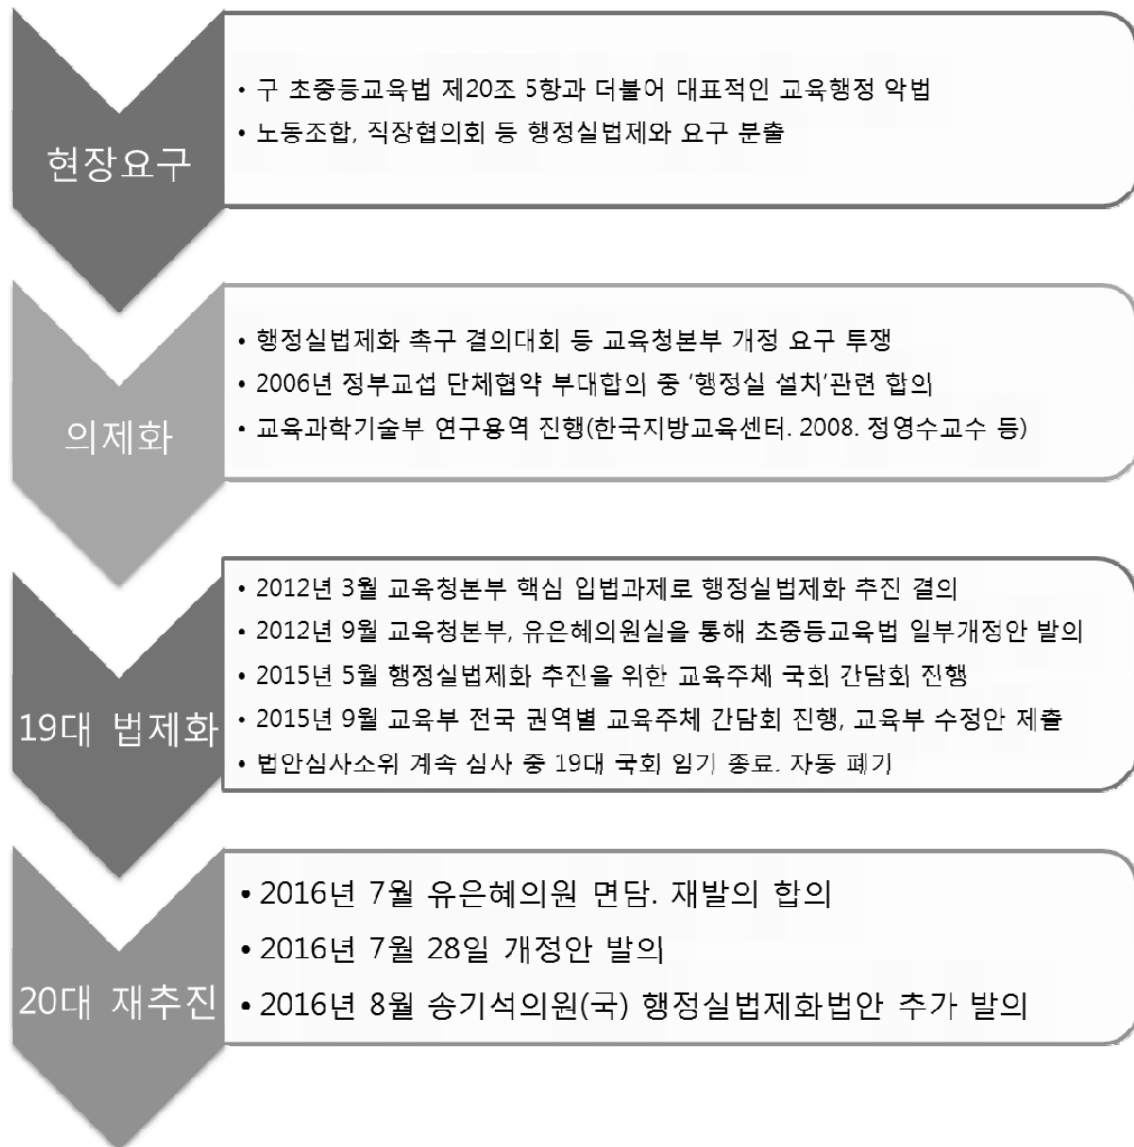 현장요구
• 구 초중등교육법 제20조 5항과 더불어 대표적인 교육행정 악법
• 노동조합, 직장협의회 등 행정실법제와 요구 분출
의제화
• 행정실법제화 촉구 결의대회 등 교육청본부 개정 요구 투쟁
• 2006년 정부교섭 단체협약 부대합의 중 '행정실 설치'관련 합의
• 교육과학기술부 연구용역 진행(한국지방교육센터. 2008. 정영수교수 등)
19대 법제화
• 2012년 3월 교육청본부 핵심 입법과제로 행정실법제화 추진 결의
• 2012년 9월 교육청본부, 유은혜의원실을 통해 초중등교육법 일부개정안 발의
• 2015년 5월 행정실법제화 추진을 위한 교육주체 국회 간담회 진행
• 2015년 9월 교육부 전국 권역별 교육주체 간담회 진행, 교육부 수정안 제출
• 법안심사소위 계속 심사 중 19대 국회 임기 종료. 자동 폐기
20대 재추진
• 2016년 7월 유은혜의원 면담. 재발의 합의
• 2016년 7월 28일 개정안 발의
• 2016년 8월 송기석의원(국) 행정실법제화법안 추가 발의